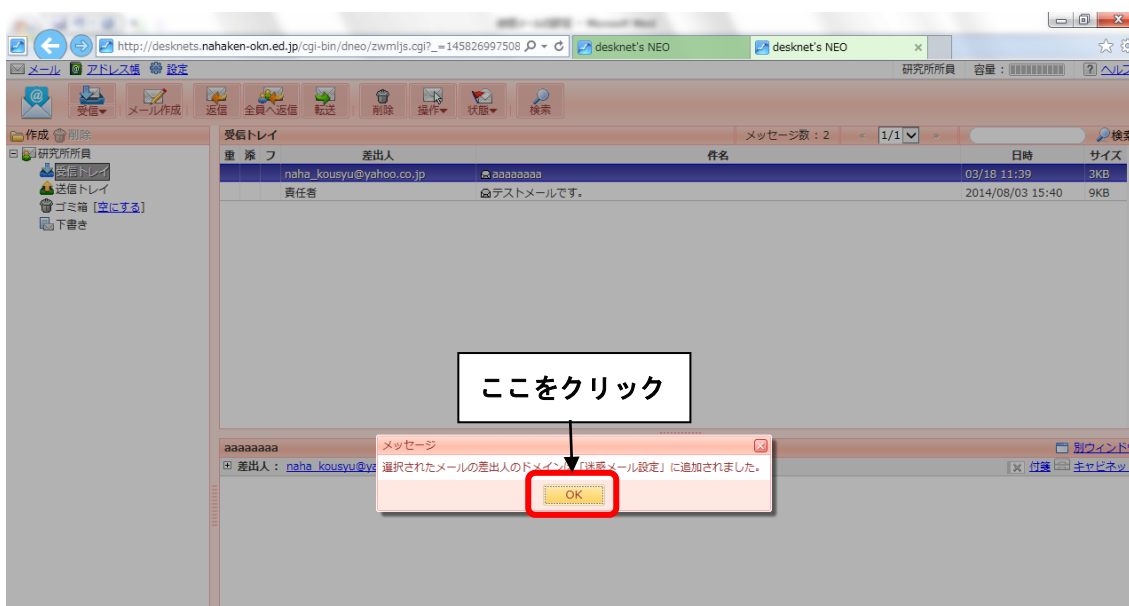 http://desknets.nahaken-okn.ed.jp/cgi-bin/dneo/zwmljs.cgi?_=145826997508
desknet's NEO
desknet's NEO
メール アドレス帳 設定
研究所所員 容量： ヘルプ
受信 メール作成 返信 全員へ返信 転送 削除 操作 状態 検索
作成 削除
研究所所員
受信トレイ
送信トレイ
ゴミ箱 [空にする]
下書き
受信トレイ メッセージ数：2 1/1 検索
重 添 フ 差出人 件名 日時 サイズ
naha_kousyu@yahoo.co.jp aaaaaaaa 03/18 11:39 3KB
責任者 テストメールです。 2014/08/03 15:40 9KB
ここをクリック
aaaaaaaa 別ウィンドウ
差出人： naha_kousyu@ya 付箋 キャビネッ
メッセージ
選択されたメールの差出人のドメインは「迷惑メール設定」に追加されました。
OK